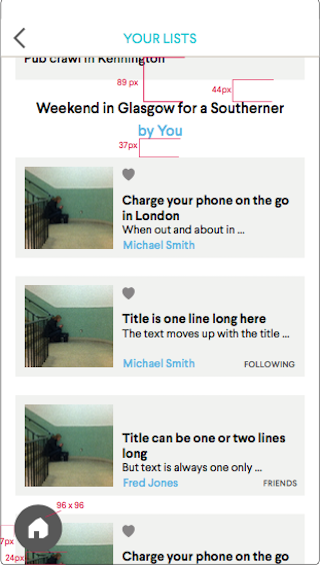 YOUR LISTS
Pub crawl in Kennington
89 px
44px
Weekend in Glasgow for a Southerner
by You
37px
Charge your phone on the go
in London
When out and about in ...
Michael Smith
Title is one line long here
The text moves up with the title ...
Michael Smith
FOLLOWING
Title can be one or two lines
long
But text is always one only ...
Fred Jones
FRIENDS
96 x 96
7px
24px
Charge your phone on the go